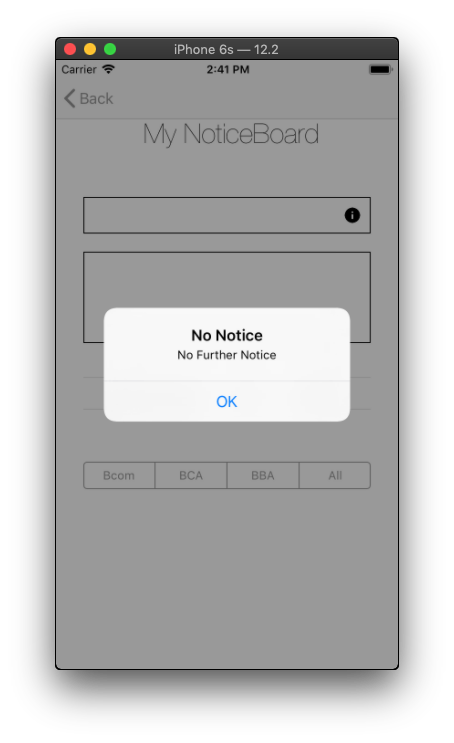 iPhone 6s — 12.2
Carrier 2:41 PM
Back
My NoticeBoard
No Notice
No Further Notice
OK
Bcom BCA BBA All